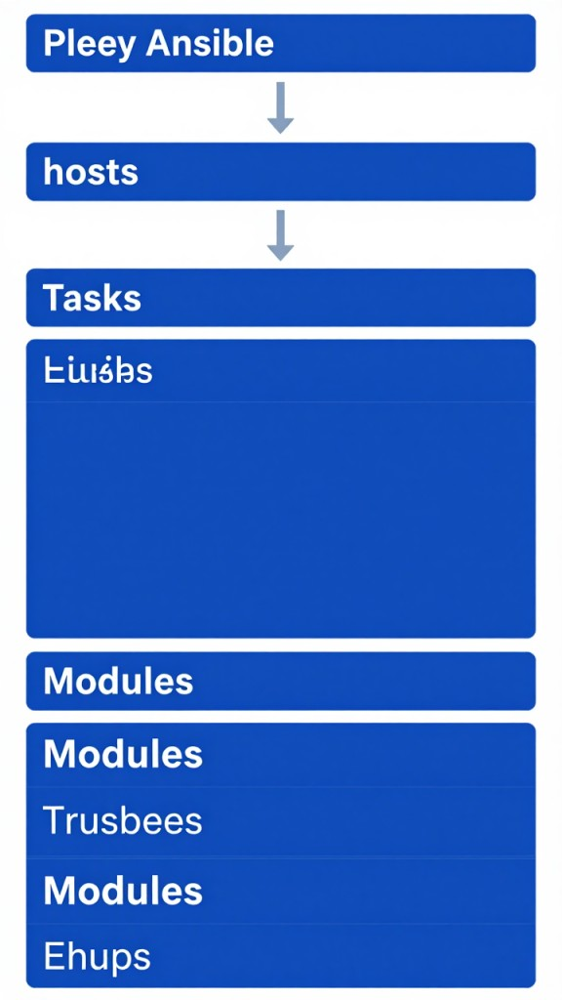 Pleey Ansible
hosts
Tasks
Modules
Modules
Trusbees
Modules
Ehups